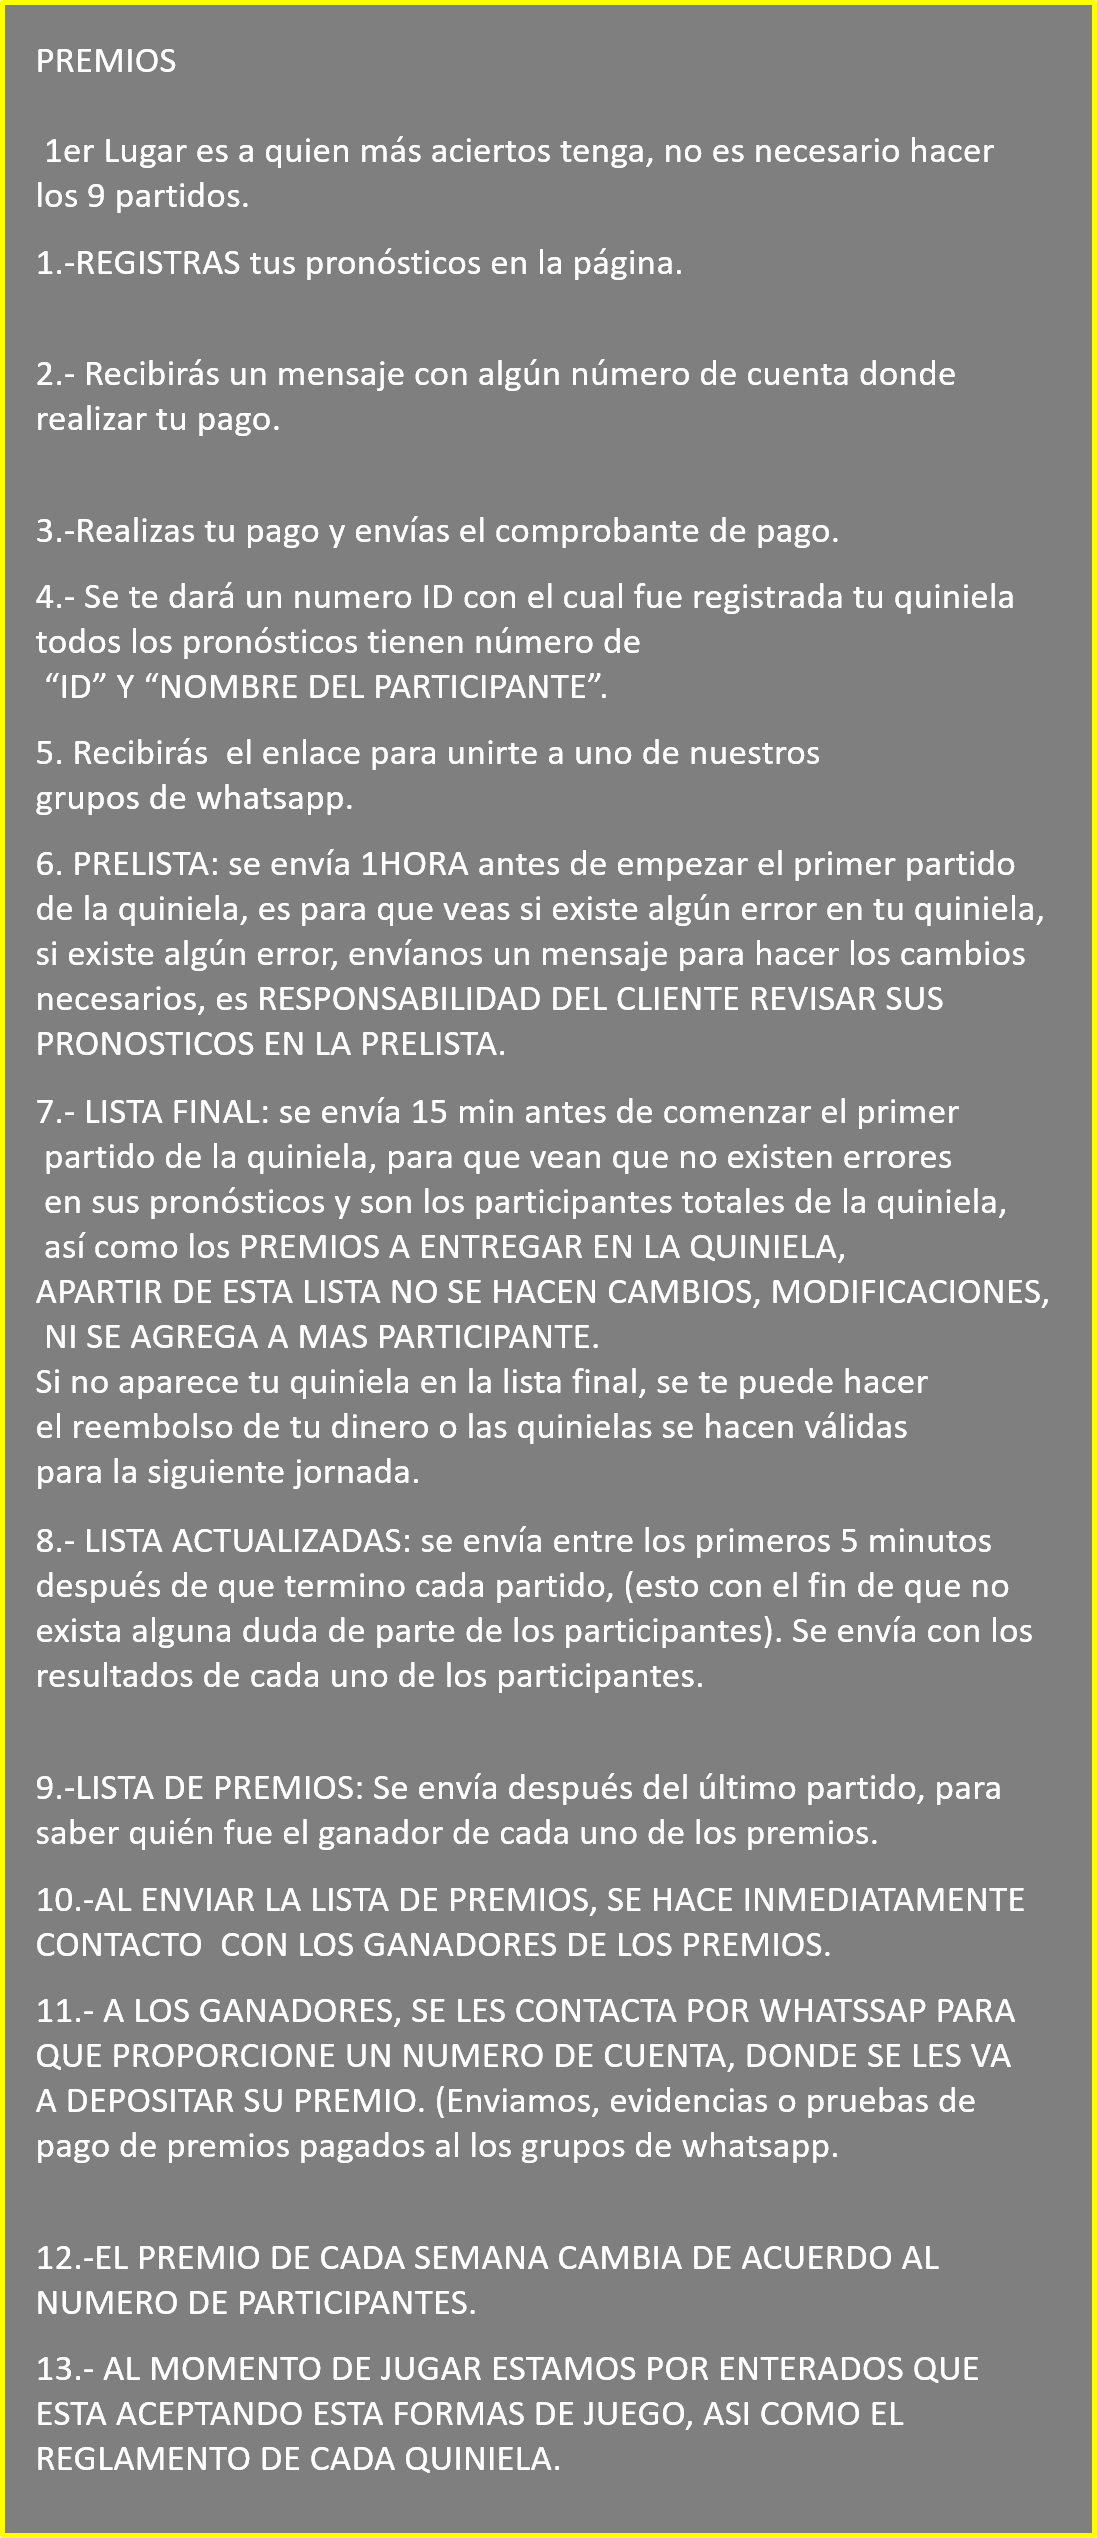 PREMIOS
1er Lugar es a quien más aciertos tenga, no es necesario hacer
los 9 partidos.
1.-REGISTRAS tus pronósticos en la página.
2.- Recibirás un mensaje con algún número de cuenta donde
realizar tu pago.
3.-Realizas tu pago y envías el comprobante de pago.
4.- Se te dará un numero ID con el cual fue registrada tu quiniela
todos los pronósticos tienen número de
“ID” Y “NOMBRE DEL PARTICIPANTE”.
5. Recibirás  el enlace para unirte a uno de nuestros
grupos de whatsapp.
6. PRELISTA: se envía 1HORA antes de empezar el primer partido
de la quiniela, es para que veas si existe algún error en tu quiniela,
si existe algún error, envíanos un mensaje para hacer los cambios
necesarios, es RESPONSABILIDAD DEL CLIENTE REVISAR SUS
PRONOSTICOS EN LA PRELISTA.
7.- LISTA FINAL: se envía 15 min antes de comenzar el primer
partido de la quiniela, para que vean que no existen errores
en sus pronósticos y son los participantes totales de la quiniela,
así como los PREMIOS A ENTREGAR EN LA QUINIELA,
APARTIR DE ESTA LISTA NO SE HACEN CAMBIOS, MODIFICACIONES,
NI SE AGREGA A MAS PARTICIPANTE.
Si no aparece tu quiniela en la lista final, se te puede hacer
el reembolso de tu dinero o las quinielas se hacen válidas
para la siguiente jornada.
8.- LISTA ACTUALIZADAS: se envía entre los primeros 5 minutos
después de que termino cada partido, (esto con el fin de que no
exista alguna duda de parte de los participantes). Se envía con los
resultados de cada uno de los participantes.
9.-LISTA DE PREMIOS: Se envía después del último partido, para
saber quién fue el ganador de cada uno de los premios.
10.-AL ENVIAR LA LISTA DE PREMIOS, SE HACE INMEDIATAMENTE
CONTACTO  CON LOS GANADORES DE LOS PREMIOS.
11.- A LOS GANADORES, SE LES CONTACTA POR WHATSSAP PARA
QUE PROPORCIONE UN NUMERO DE CUENTA, DONDE SE LES VA
A DEPOSITAR SU PREMIO. (Enviamos, evidencias o pruebas de
pago de premios pagados al los grupos de whatsapp.
12.-EL PREMIO DE CADA SEMANA CAMBIA DE ACUERDO AL
NUMERO DE PARTICIPANTES.
13.- AL MOMENTO DE JUGAR ESTAMOS POR ENTERADOS QUE
ESTA ACEPTANDO ESTA FORMAS DE JUEGO, ASI COMO EL
REGLAMENTO DE CADA QUINIELA.